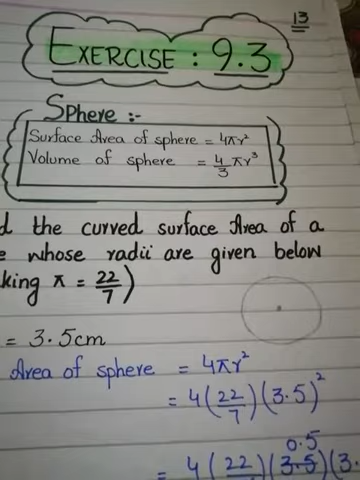 13
EXERCISE : 9.3
Sphere :-
Surface Area of sphere = 4πr²
Volume of sphere = 4/3 πr³
d the curved surface Area of a
e whose radii are given below
king π = 22/7)
= 3.5cm
Area of sphere = 4πr²
= 4(22/7)(3.5)²
0.5
= 4(22/7)(3.5)(3.